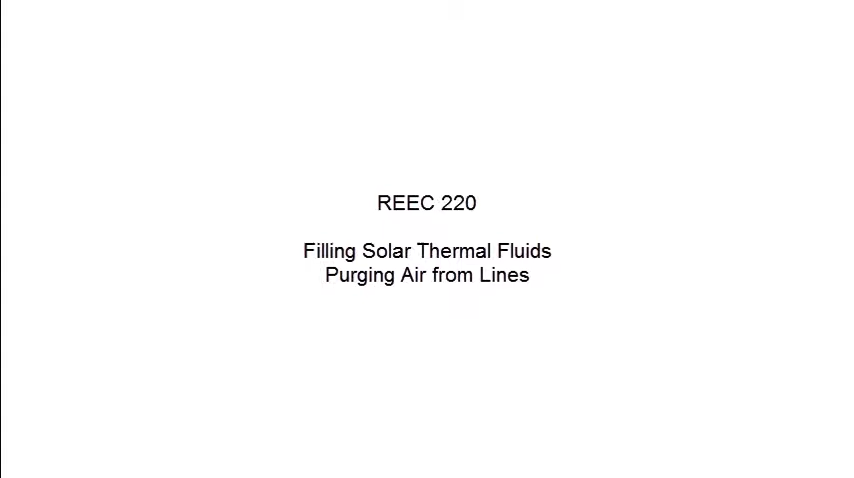 REEC 220
Filling Solar Thermal Fluids
Purging Air from Lines